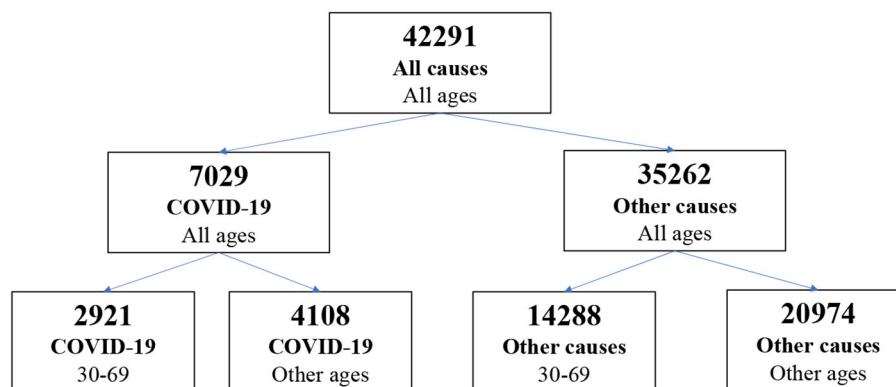 42291
All causes
All ages
7029
COVID-19
All ages
35262
Other causes
All ages
2921
COVID-19
30-69
4108
COVID-19
Other ages
14288
Other causes
30-69
20974
Other causes
Other ages